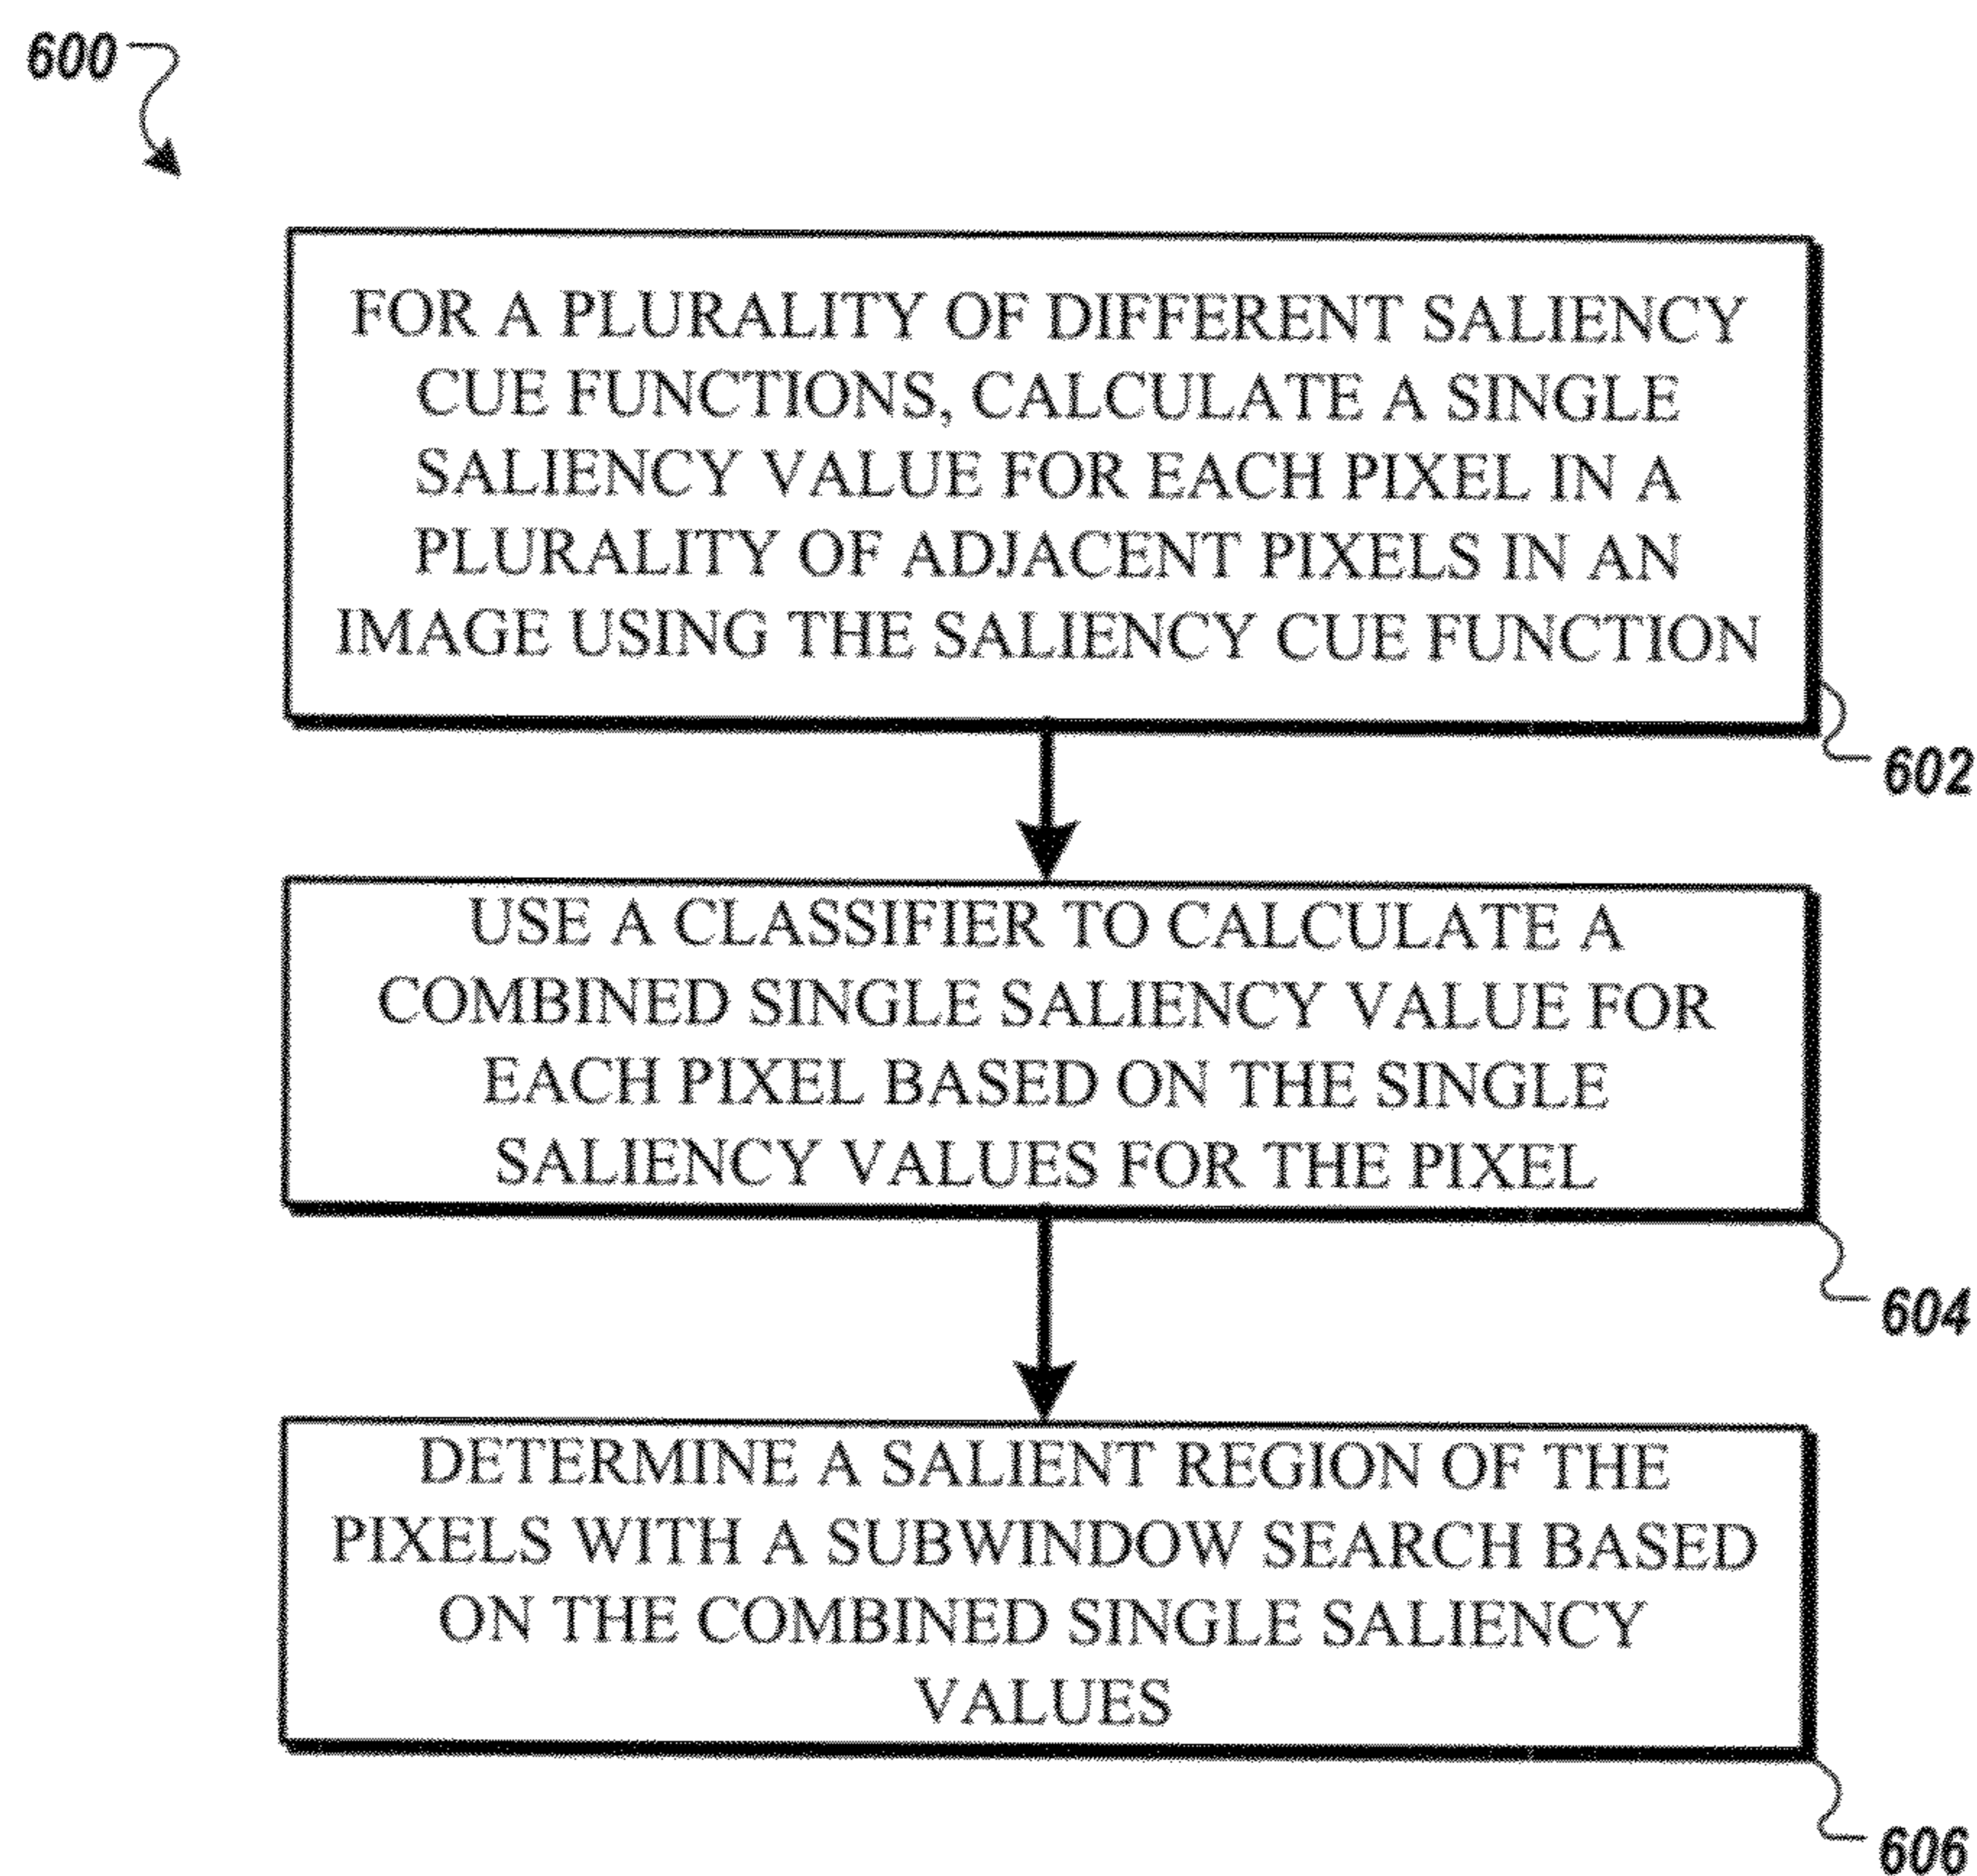 600
FOR A PLURALITY OF DIFFERENT SALIENCY
CUE FUNCTIONS, CALCULATE A SINGLE
SALIENCY VALUE FOR EACH PIXEL IN A
PLURALITY OF ADJACENT PIXELS IN AN
IMAGE USING THE SALIENCY CUE FUNCTION
602
USE A CLASSIFIER TO CALCULATE A
COMBINED SINGLE SALIENCY VALUE FOR
EACH PIXEL BASED ON THE SINGLE
SALIENCY VALUES FOR THE PIXEL
604
DETERMINE A SALIENT REGION OF THE
PIXELS WITH A SUBWINDOW SEARCH BASED
ON THE COMBINED SINGLE SALIENCY
VALUES
606